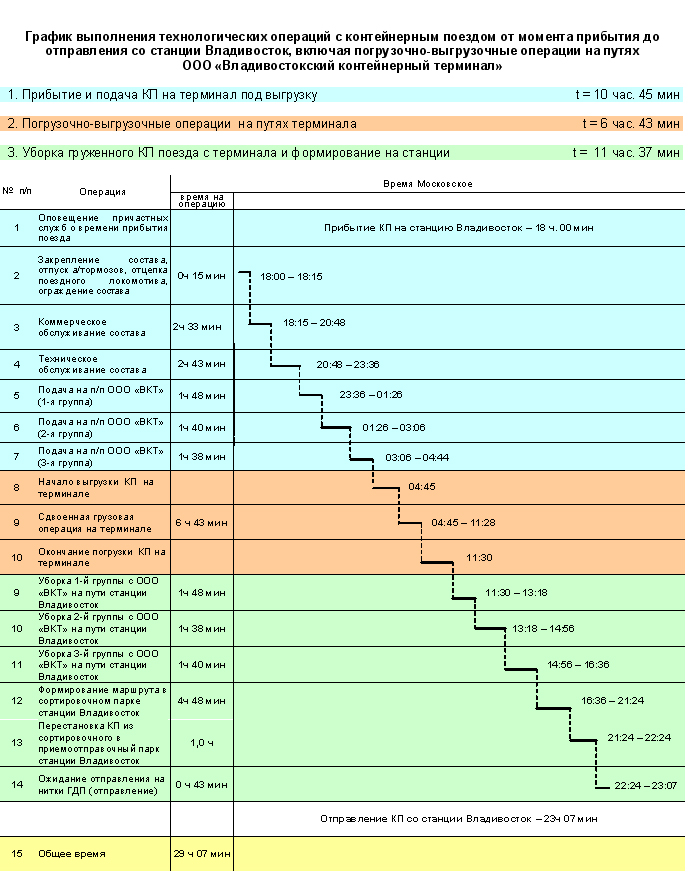 График выполнения технологических операций с контейнерным поездом от момента прибытия до
отправления со станции Владивосток, включая погрузочно-выгрузочные операции на путях
ООО «Владивостокский контейнерный терминал»
1. Прибытие и подача КП на терминал под выгрузку t = 10 час. 45 мин
2. Погрузочно-выгрузочные операции на путях терминала t = 6 час. 43 мин
3. Уборка груженного КП поезда с терминала и формирование на станции t = 11 час. 37 мин
№ п/п Операция Время Московское
время на
операцию
1 Оповещение причастных
служб о времени прибытия
поезда
Прибытие КП на станцию Владивосток – 18 ч. 00 мин
2 Закрепление состава,
отпуск а/тормозов, отцепка
поездного локомотива,
ограждение состава
0ч 15 мин 18:00 – 18:15
3 Коммерческое
обслуживание состава
2ч 33 мин 18:15 – 20:48
4 Техническое
обслуживание состава
2ч 43 мин 20:48 – 23:36
5 Подача на п/п ООО «ВКТ»
(1-я группа)
1ч 48 мин 23:36 – 01:26
6 Подача на п/п ООО «ВКТ»
(2-я группа)
1ч 40 мин 01:26 – 03:06
7 Подача на п/п ООО «ВКТ»
(3-я группа)
1ч 38 мин 03:06 – 04:44
8 Начало выгрузки КП на
терминале
04:45
9 Сдвоенная грузовая
операция на терминале
6 ч 43 мин 04:45 – 11:28
10 Окончание погрузки КП на
терминале
11:30
9 Уборка 1-й группы с ООО
«ВКТ» на пути станции
Владивосток
1ч 48 мин 11:30 – 13:18
10 Уборка 2-й группы с ООО
«ВКТ» на пути станции
Владивосток
1ч 38 мин 13:18 – 14:56
11 Уборка 3-й группы с ООО
«ВКТ» на пути станции
Владивосток
1ч 40 мин 14:56 – 16:36
12 Формирование маршрута в
сортировочном парке
станции Владивосток
4ч 48 мин 16:36 – 21:24
13 Перестановка КП из
сортировочного в
приемоотправочный парк
станции Владивосток
1,0 ч 21:24 – 22:24
14 Ожидание отправления на
нитки ГДП (отправление)
0 ч 43 мин 22:24 – 23:07
Отправление КП со станции Владивосток – 23ч 07 мин
15 Общее время 29 ч 07 мин